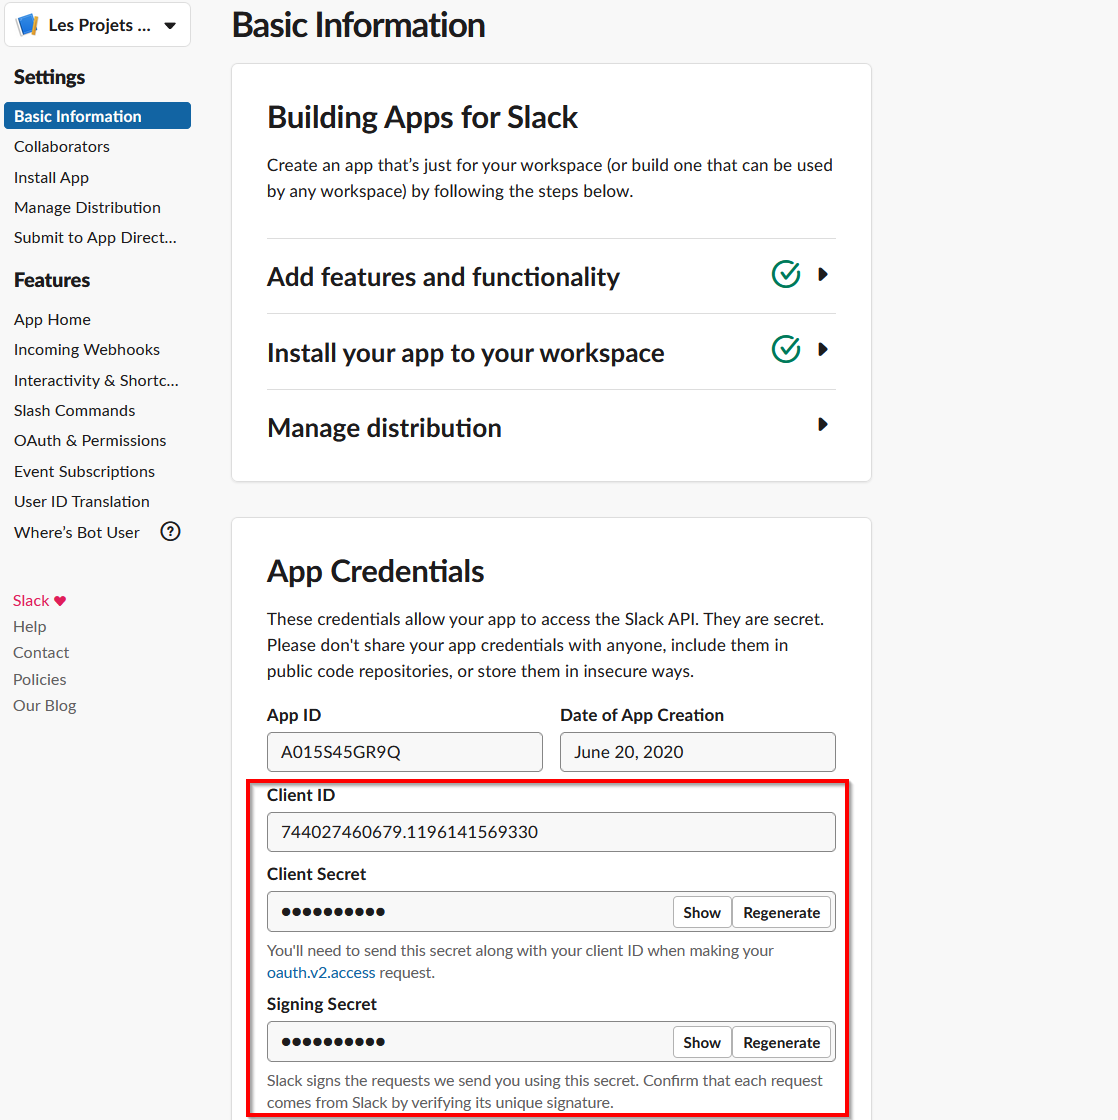 Les Projets ...
Settings
Basic Information
Collaborators
Install App
Manage Distribution
Submit to App Direct...
Features
App Home
Incoming Webhooks
Interactivity & Shortc...
Slash Commands
OAuth & Permissions
Event Subscriptions
User ID Translation
Where's Bot User ?
Slack ♥
Help
Contact
Policies
Our Blog
Basic Information
Building Apps for Slack
Create an app that's just for your workspace (or build one that can be used
by any workspace) by following the steps below.
Add features and functionality
Install your app to your workspace
Manage distribution
App Credentials
These credentials allow your app to access the Slack API. They are secret.
Please don't share your app credentials with anyone, include them in
public code repositories, or store them in insecure ways.
App ID Date of App Creation
A015S45GR9Q June 20, 2020
Client ID
744027460679.1196141569330
Client Secret
●●●●●●●●●● Show Regenerate
You'll need to send this secret along with your client ID when making your
oauth.v2.access request.
Signing Secret
●●●●●●●●●● Show Regenerate
Slack signs the requests we send you using this secret. Confirm that each request
comes from Slack by verifying its unique signature.